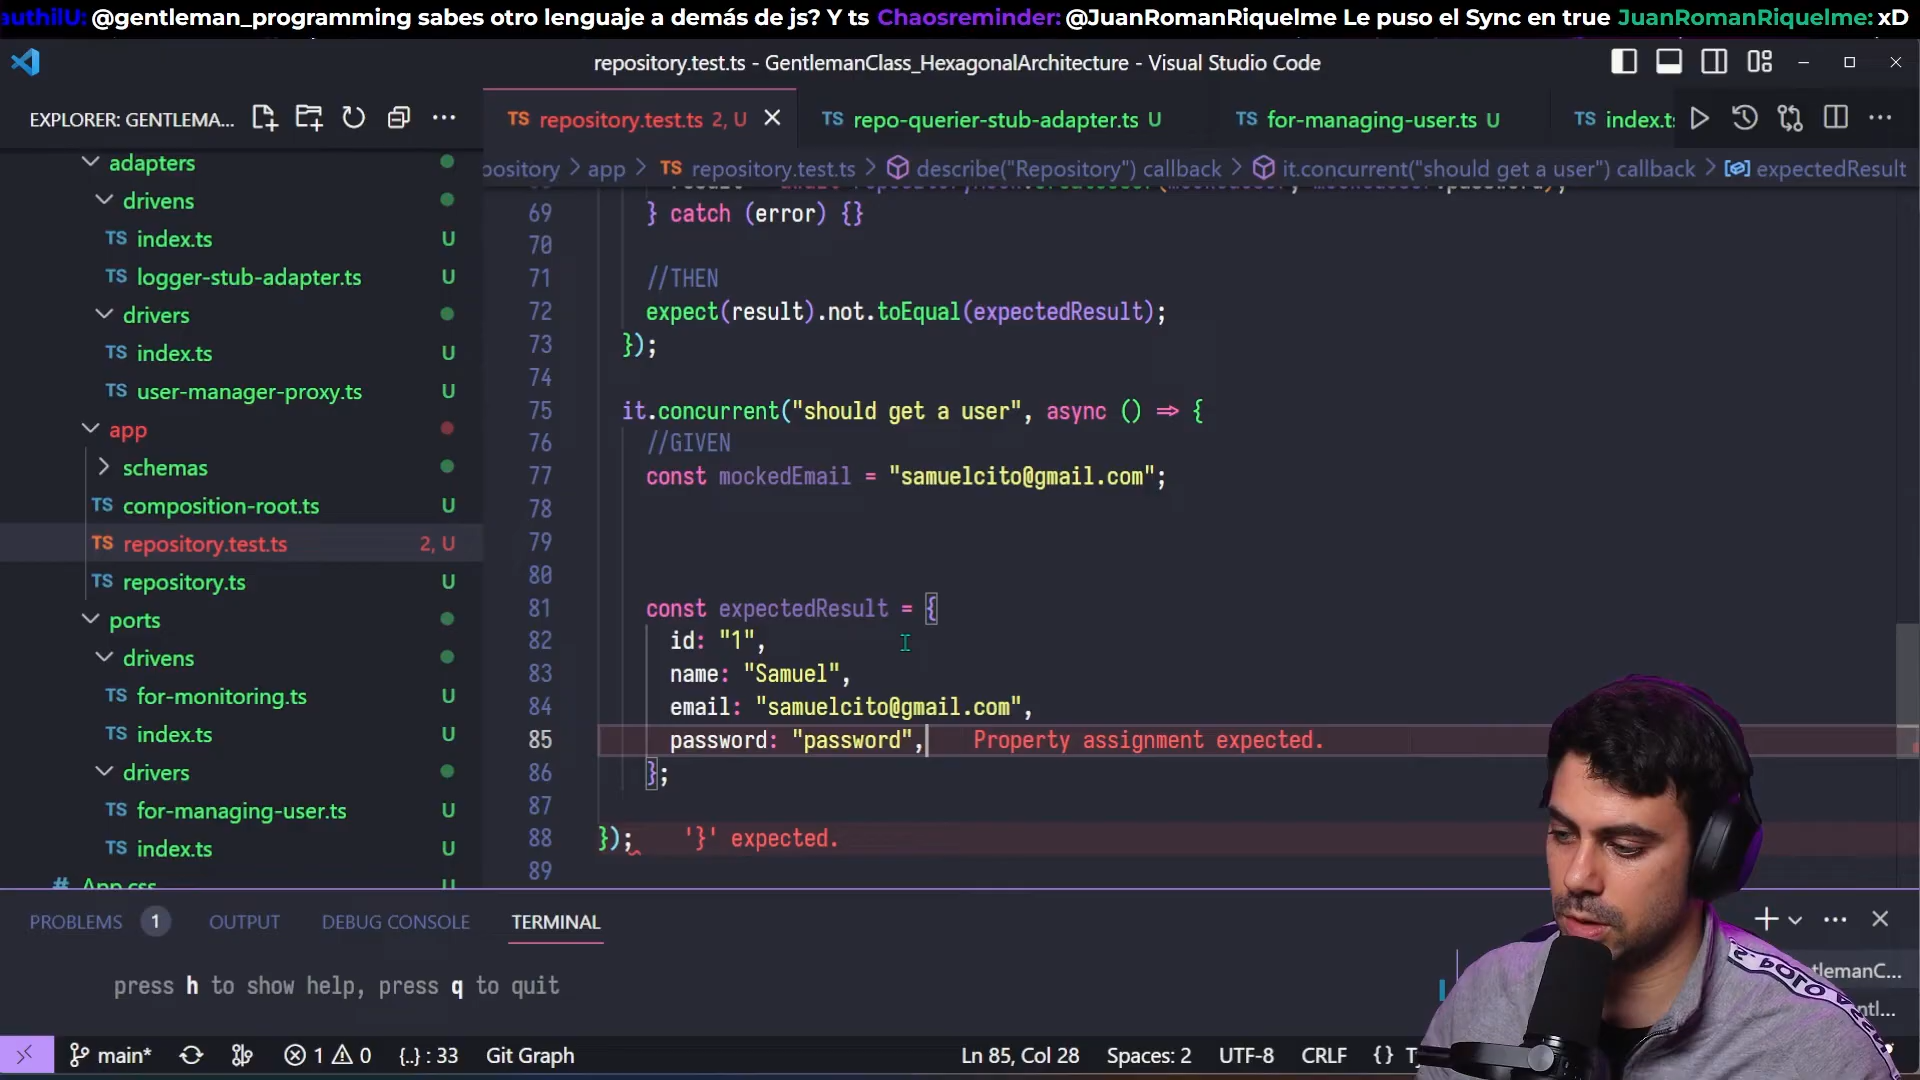 authilU: @gentleman_programming sabes otro lenguaje a demás de js? Y ts Chaosreminder: @JuanRomanRiquelme Le puso el Sync en true JuanRomanRiquelme: xD
repository.test.ts - GentlemanClass_HexagonalArchitecture - Visual Studio Code
EXPLORER: GENTLEMA...
TS repository.test.ts 2, U
TS repo-querier-stub-adapter.ts U
TS for-managing-user.ts U
TS index.ts
pository > app > TS repository.test.ts > describe("Repository") callback > it.concurrent("should get a user") callback > expectedResult
adapters
drivens
TS index.ts U
TS logger-stub-adapter.ts U
drivers
TS index.ts U
TS user-manager-proxy.ts U
app
schemas
TS composition-root.ts U
TS repository.test.ts 2, U
TS repository.ts U
ports
drivens
TS for-monitoring.ts U
TS index.ts U
drivers
TS for-managing-user.ts U
TS index.ts U
# App.css U
69 } catch (error) {}
70
71 //THEN
72 expect(result).not.toEqual(expectedResult);
73 });
74
75 it.concurrent("should get a user", async () => {
76 //GIVEN
77 const mockedEmail = "samuelcito@gmail.com";
78
79
80
81 const expectedResult = {
82 id: "1",
83 name: "Samuel",
84 email: "samuelcito@gmail.com",
85 password: "password", Property assignment expected.
86 };
87
88 }); '}' expected.
89
PROBLEMS 1 OUTPUT DEBUG CONSOLE TERMINAL
press h to show help, press q to quit
tlemanC...
ntl...
main* 1 0 {..} : 33 Git Graph Ln 85, Col 28 Spaces: 2 UTF-8 CRLF {}